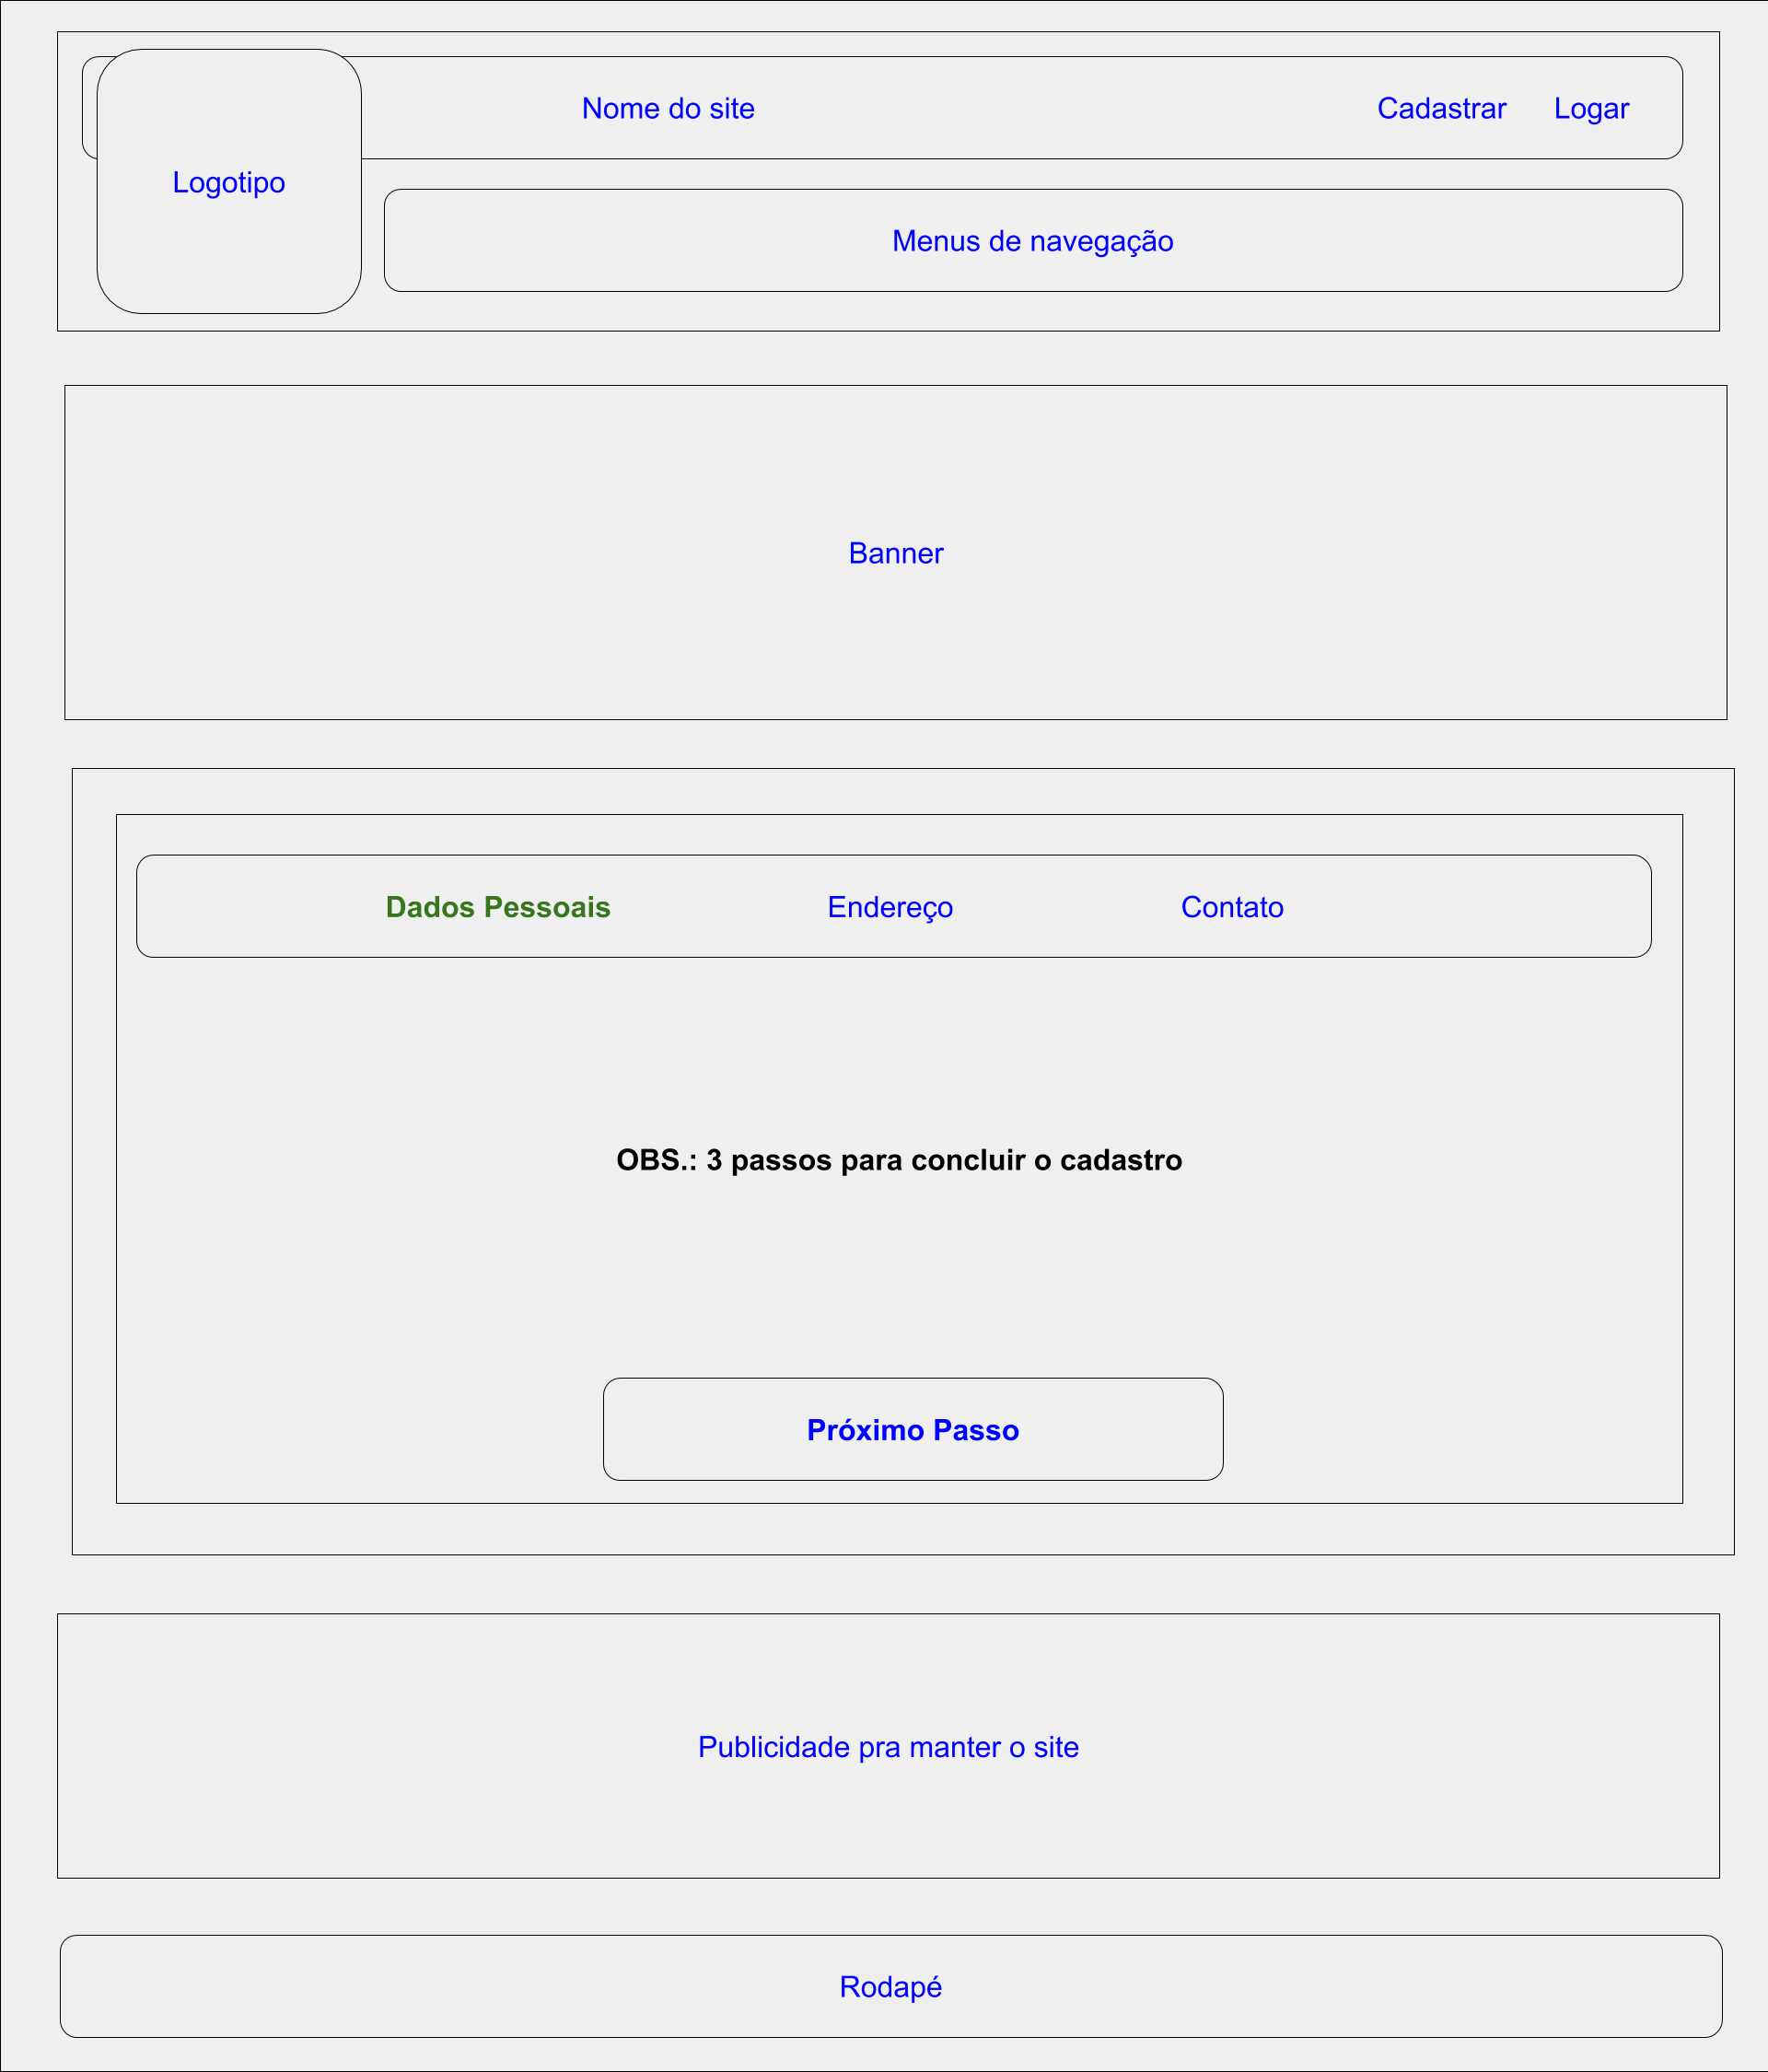 Nome do site
Cadastrar
Logar
Logotipo
Menus de navegação
Banner
Dados Pessoais
Endereço
Contato
OBS.: 3 passos para concluir o cadastro
Próximo Passo
Publicidade pra manter o site
Rodapé